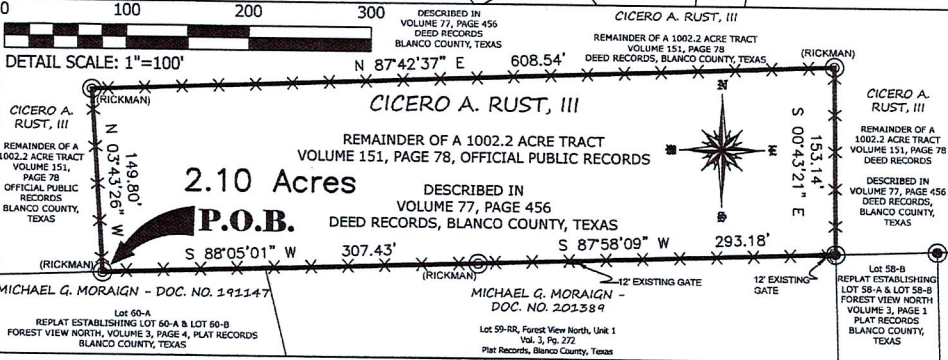 0 100 200 300
DETAIL SCALE: 1"=100'
DESCRIBED IN
VOLUME 77, PAGE 456
DEED RECORDS
BLANCO COUNTY, TEXAS
CICERO A. RUST, III
REMAINDER OF A 1002.2 ACRE TRACT
VOLUME 151, PAGE 78
DEED RECORDS, BLANCO COUNTY, TEXAS
(RICKMAN)
N 87°42'37" E 608.54'
(RICKMAN)
CICERO A.
RUST, III
REMAINDER OF A
1002.2 ACRE TRACT
VOLUME 151,
PAGE 78
OFFICIAL PUBLIC
RECORDS
BLANCO COUNTY,
TEXAS
N 03°43'26" W
149.80'
CICERO A. RUST, III
REMAINDER OF A 1002.2 ACRE TRACT
VOLUME 151, PAGE 78, OFFICIAL PUBLIC RECORDS
2.10 Acres
DESCRIBED IN
VOLUME 77, PAGE 456
DEED RECORDS, BLANCO COUNTY, TEXAS
P.O.B.
N
S
S 00°43'21" E
153.14'
CICERO A.
RUST, III
REMAINDER OF A
1002.2 ACRE TRACT
VOLUME 151, PAGE 78
DEED RECORDS
DESCRIBED IN
VOLUME 77, PAGE 456
DEED RECORDS
BLANCO COUNTY,
TEXAS
(RICKMAN)
S 88°05'01" W 307.43'
(RICKMAN)
S 87°58'09" W 293.18'
12' EXISTING GATE
12' EXISTING
GATE
MICHAEL G. MORAIGN - DOC. NO. 191147
Lot 60-A
REPLAT ESTABLISHING LOT 60-A & LOT 60-B
FOREST VIEW NORTH, VOLUME 3, PAGE 4, PLAT RECORDS
BLANCO COUNTY, TEXAS
MICHAEL G. MORAIGN -
DOC. NO. 201389
Lot 59-RR, Forest View North, Unit 1
Vol. 3, Pg. 272
Plat Records, Blanco County, Texas
Lot 58-B
REPLAT ESTABLISHING
LOT 58-A & LOT 58-B
FOREST VIEW NORTH
VOLUME 3, PAGE 1
PLAT RECORDS
BLANCO COUNTY,
TEXAS